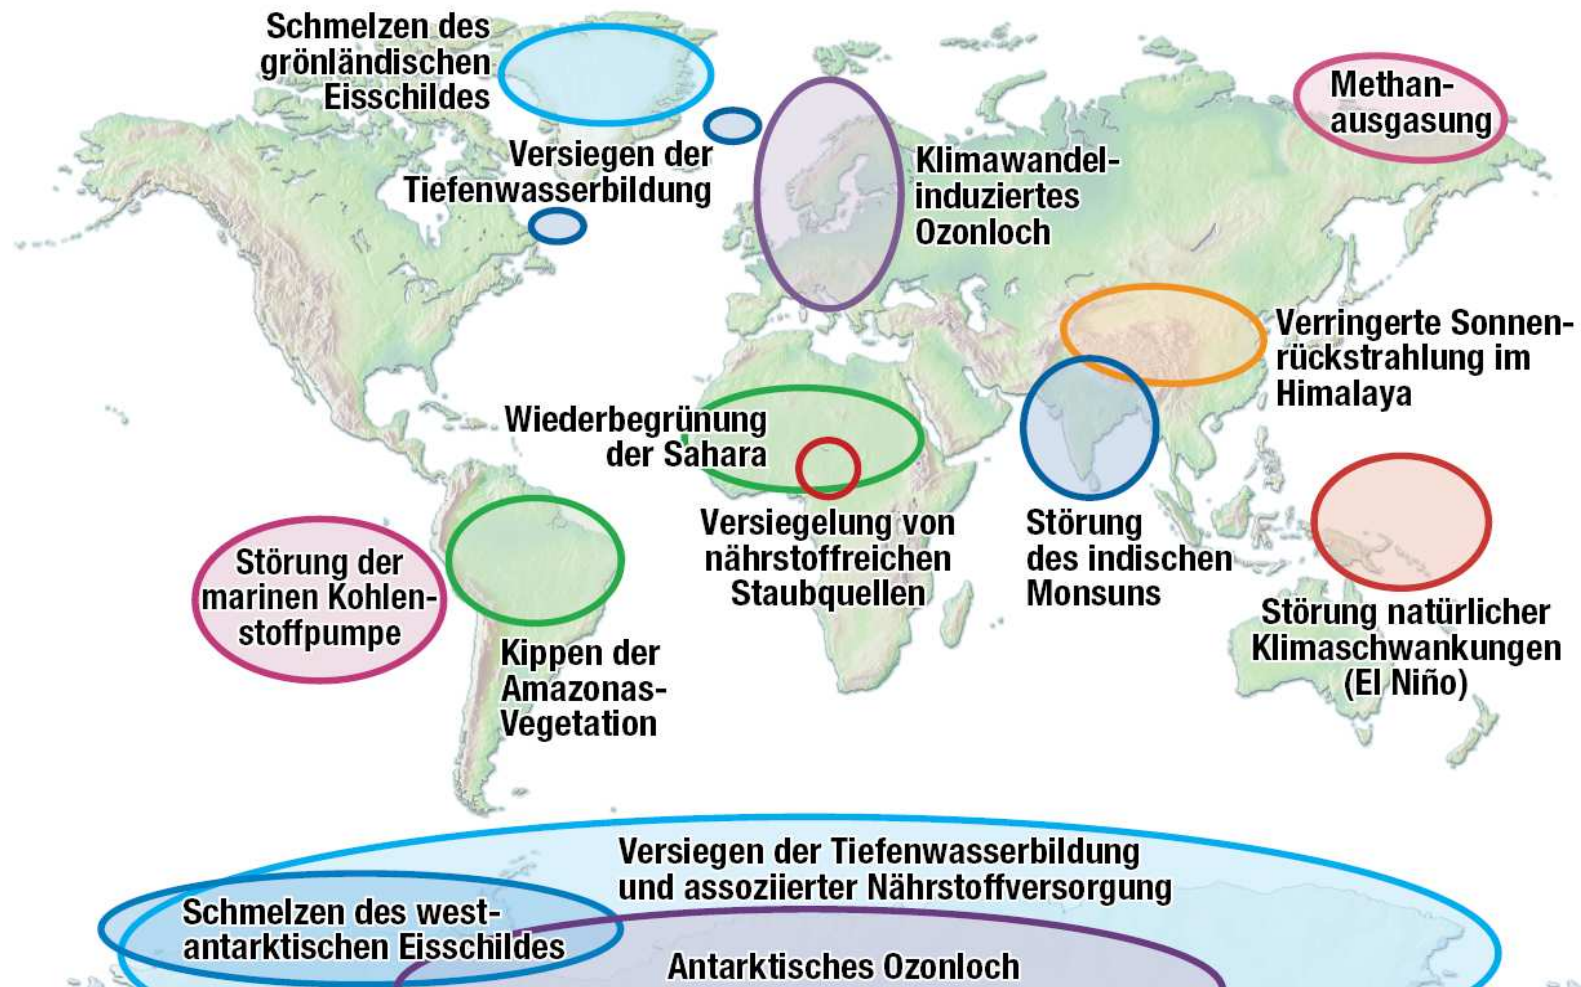 Schmelzen des
grönländischen
Eisschildes
Methan-
ausgasung
Versiegen der
Tiefenwasserbildung
Klimawandel-
induziertes
Ozonloch
Verringerte Sonnen-
rückstrahlung im
Himalaya
Wiederbegrünung
der Sahara
Versiegelung von
nährstoffreichen
Staubquellen
Störung
des indischen
Monsuns
Störung der
marinen Kohlen-
stoffpumpe
Störung natürlicher
Klimaschwankungen
(El Niño)
Kippen der
Amazonas-
Vegetation
Versiegen der Tiefenwasserbildung
und assoziierter Nährstoffversorgung
Schmelzen des west-
antarktischen Eisschildes
Antarktisches Ozonloch